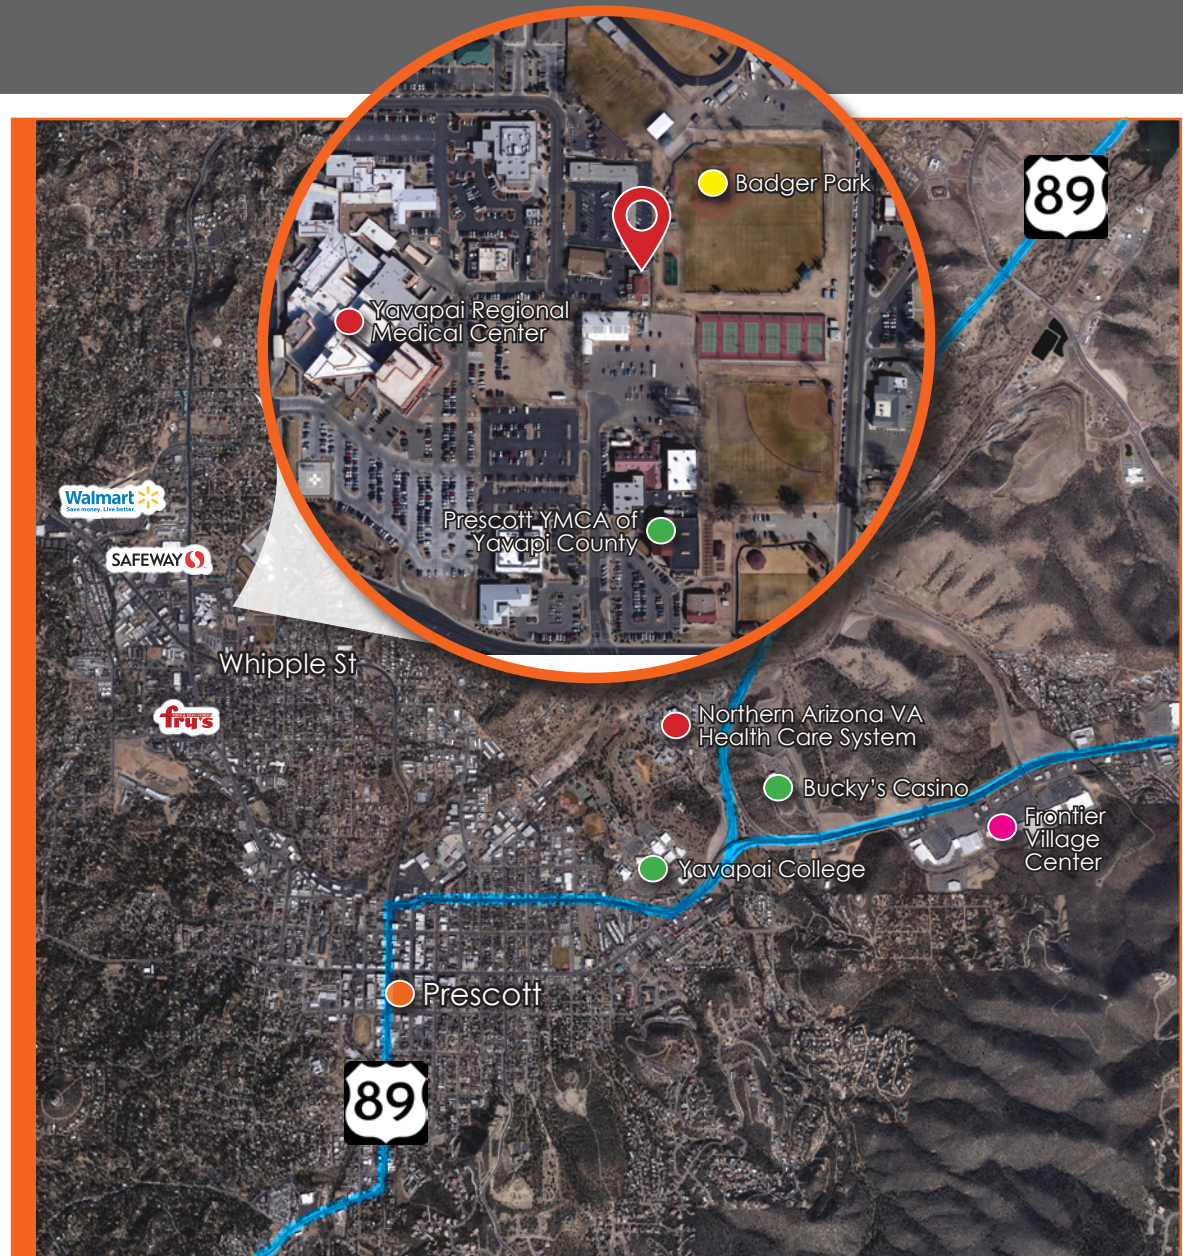 Badger Park
89
Yavapai Regional
Medical Center
Walmart
Save money. Live better.
Prescott YMCA of
Yavapi County
SAFEWAY
Whipple St
fry's
Northern Arizona VA
Health Care System
Bucky's Casino
Frontier
Village
Center
Yavapai College
Prescott
89